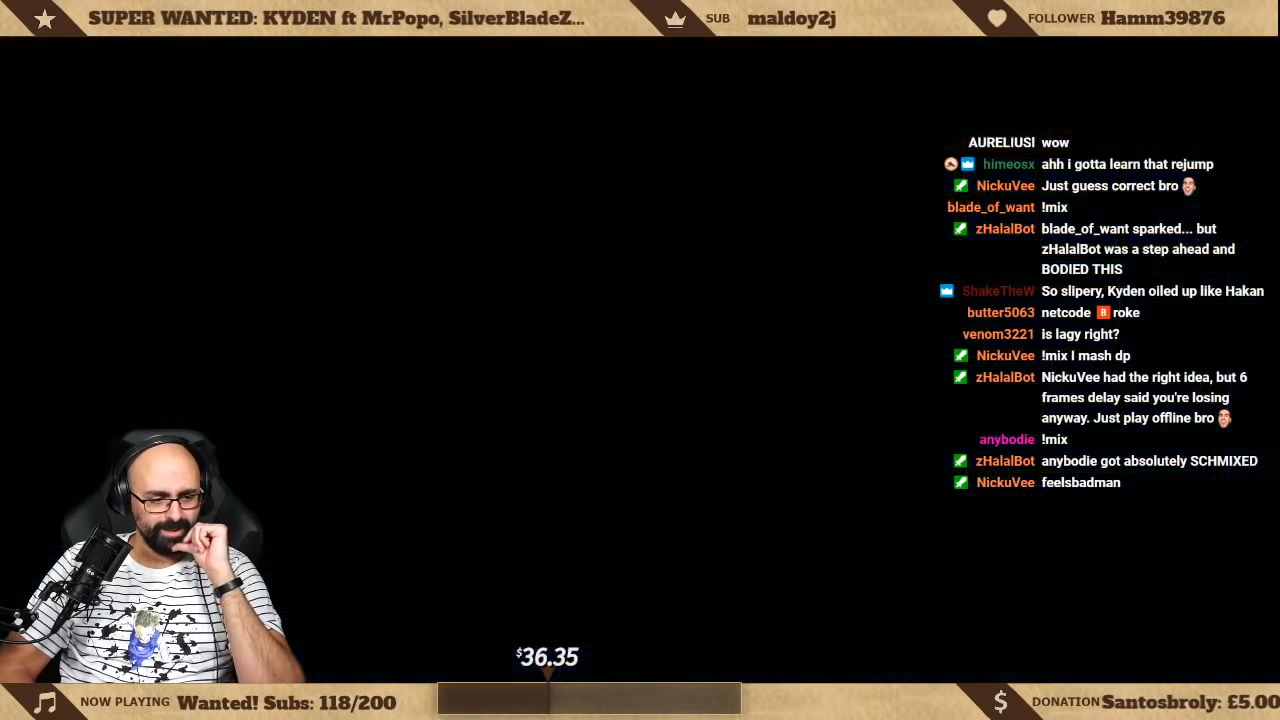 SUPER WANTED: KYDEN ft MrPopo, SilverBladeZ...
SUB maldoy2j
FOLLOWER Hamm39876
AURELIUSI wow
himeosx ahh i gotta learn that rejump
NickuVee Just guess correct bro
blade_of_want !mix
zHalalBot blade_of_want sparked... but
zHalalBot was a step ahead and
BODIED THIS
ShakeTheW So slipery, Kyden oiled up like Hakan
butter5063 netcode B roke
venom3221 is lagy right?
NickuVee !mix I mash dp
zHalalBot NickuVee had the right idea, but 6
frames delay said you're losing
anyway. Just play offline bro
anybodie !mix
zHalalBot anybodie got absolutely SCHMIXED
NickuVee feelsbadman
$36.35
NOW PLAYING Wanted! Subs: 118/200
$ DONATION Santosbroly: £5.00